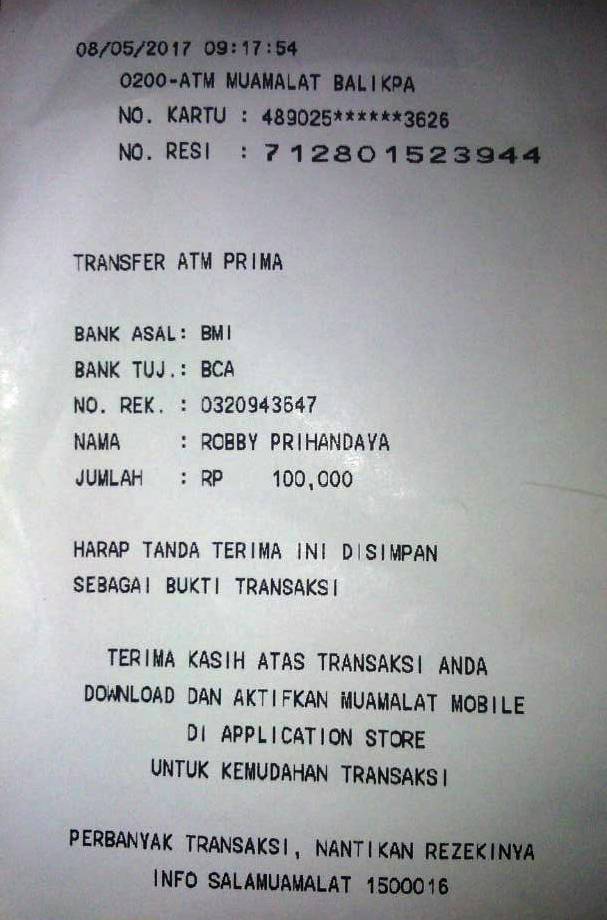 08/05/2017 09:17:54
0200-ATM MUAMALAT BALIKPA
NO. KARTU : 489025******3626
NO. RESI : 712801523944
TRANSFER ATM PRIMA
BANK ASAL: BMI
BANK TUJ.: BCA
NO. REK. : 0320943647
NAMA : ROBBY PRIHANDAYA
JUMLAH : RP 100,000
HARAP TANDA TERIMA INI DISIMPAN
SEBAGAI BUKTI TRANSAKSI
TERIMA KASIH ATAS TRANSAKSI ANDA
DOWNLOAD DAN AKTIFKAN MUAMALAT MOBILE
DI APPLICATION STORE
UNTUK KEMUDAHAN TRANSAKSI
PERBANYAK TRANSAKSI, NANTIKAN REZEKINYA
INFO SALAMUAMALAT 1500016